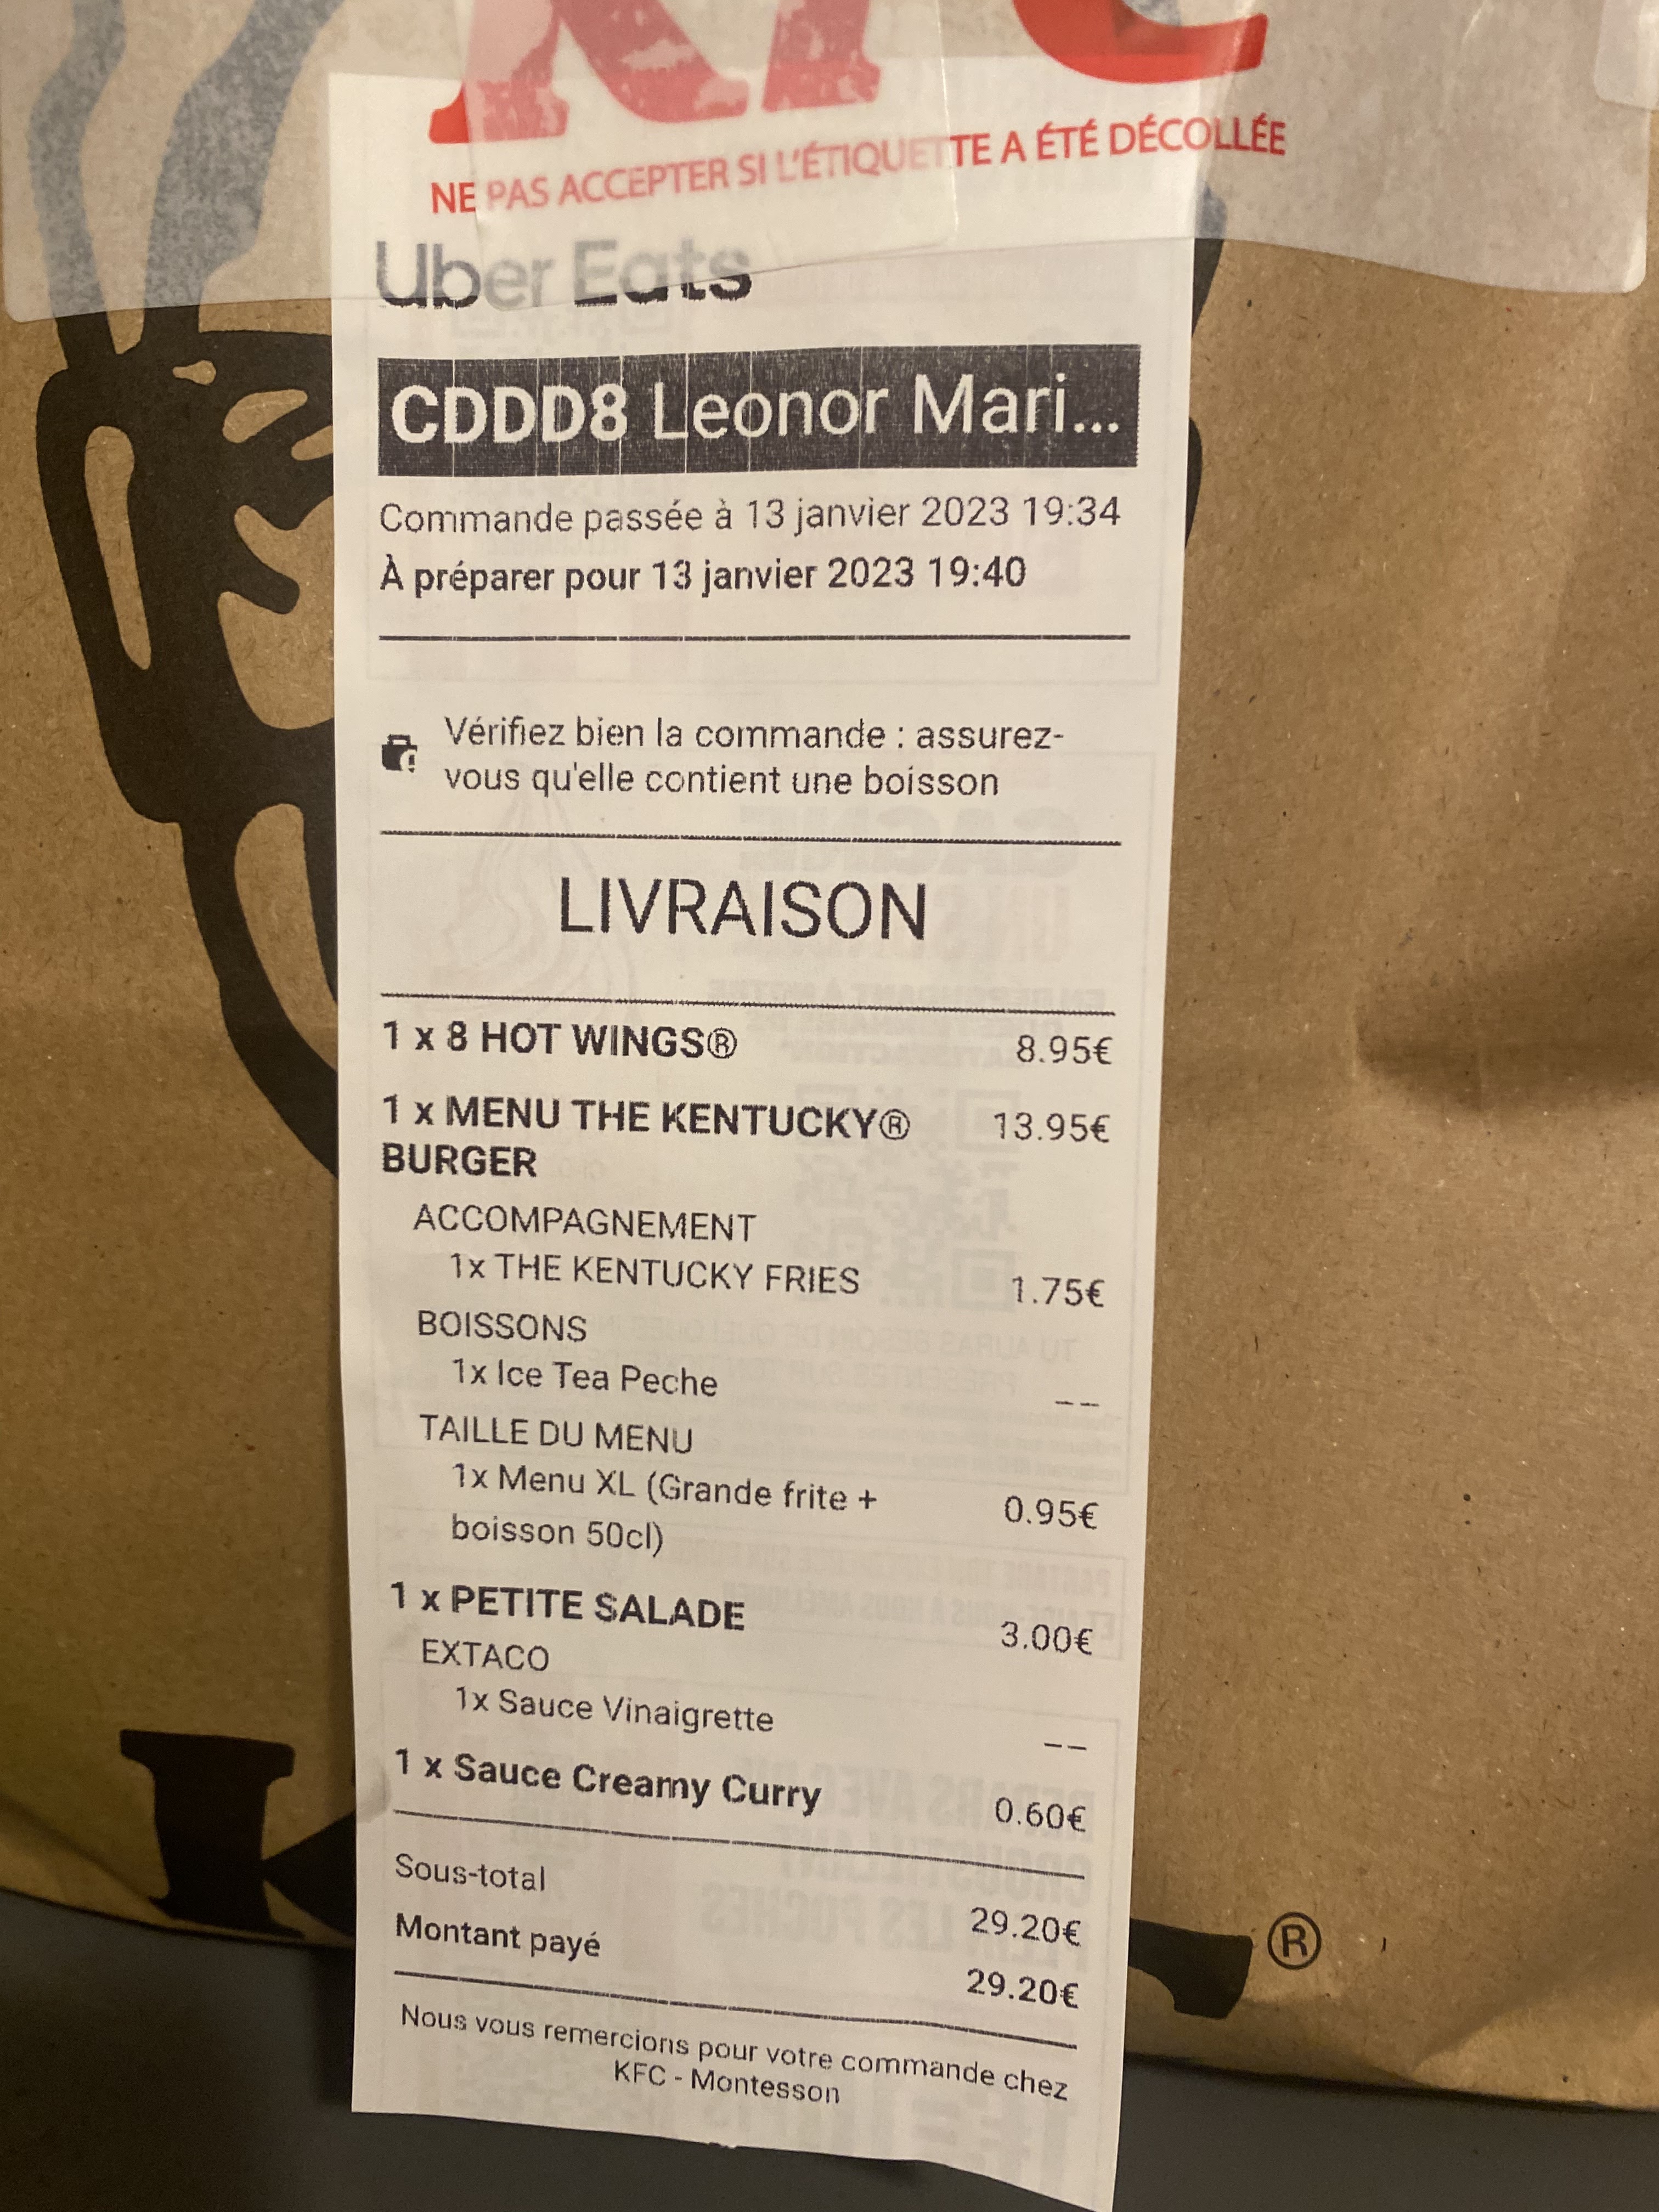 KFC
NE PAS ACCEPTER SI L'ÉTIQUETTE A ÉTÉ DÉCOLLÉE
Uber Eats
CDDD8 Leonor Mari...
Commande passée à 13 janvier 2023 19:34
À préparer pour 13 janvier 2023 19:40
Vérifiez bien la commande : assurez-
vous qu'elle contient une boisson
LIVRAISON
1 x 8 HOT WINGS® 8.95€
1 x MENU THE KENTUCKY® 13.95€
BURGER
ACCOMPAGNEMENT
1x THE KENTUCKY FRIES 1.75€
BOISSONS
1x Ice Tea Peche --
TAILLE DU MENU
1x Menu XL (Grande frite + 0.95€
boisson 50cl)
1 x PETITE SALADE 3.00€
EXTACO
1x Sauce Vinaigrette --
1 x Sauce Creamy Curry 0.60€
Sous-total 29.20€
Montant payé 29.20€
Nous vous remercions pour votre commande chez
KFC - Montesson
K ®